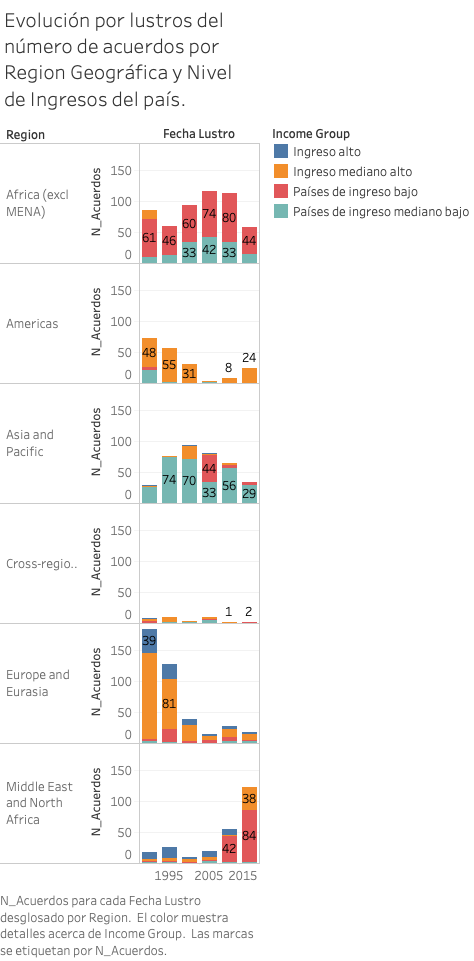 Evolución por lustros del
número de acuerdos por
Region Geográfica y Nivel
de Ingresos del país.
Region
Fecha Lustro
Income Group
Ingreso alto
Ingreso mediano alto
Países de ingreso bajo
Países de ingreso mediano bajo
Africa (excl
MENA)
N_Acuerdos
150
100
50
0
61
46
60
33
74
42
80
33
44
Americas
N_Acuerdos
150
100
50
0
48
55
31
8
24
Asia and
Pacific
N_Acuerdos
150
100
50
0
74
70
44
33
56
29
Cross-regio..
N_Acuerdos
150
100
50
0
1
2
Europe and
Eurasia
N_Acuerdos
150
100
50
0
39
81
Middle East
and North
Africa
N_Acuerdos
150
100
50
0
42
38
84
1995 2005 2015
N_Acuerdos para cada Fecha Lustro
desglosado por Region.  El color muestra
detalles acerca de Income Group.  Las marcas
se etiquetan por N_Acuerdos.